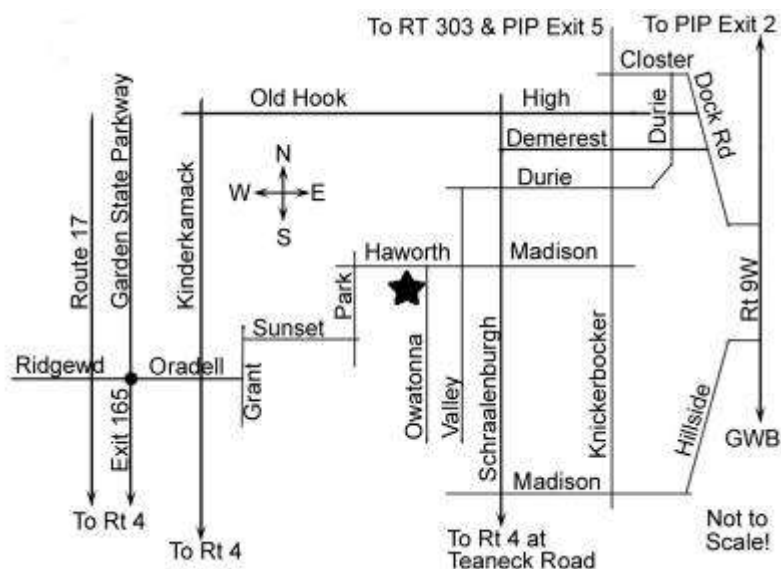 To RT 303 & PIP Exit 5
To PIP Exit 2
Closter
Dock Rd
Durie
Old Hook
High
Demerest
Durie
Route 17
Garden State Parkway
Kinderkamack
N
W
E
S
Haworth
Madison
Park
Sunset
Rt 9W
Ridgewd
Oradell
Grant
Exit 165
Owatonna
Valley
Schraalenburgh
Knickerbocker
Hillside
GWB
Madison
To Rt 4
To Rt 4
To Rt 4 at
Teaneck Road
Not to
Scale!